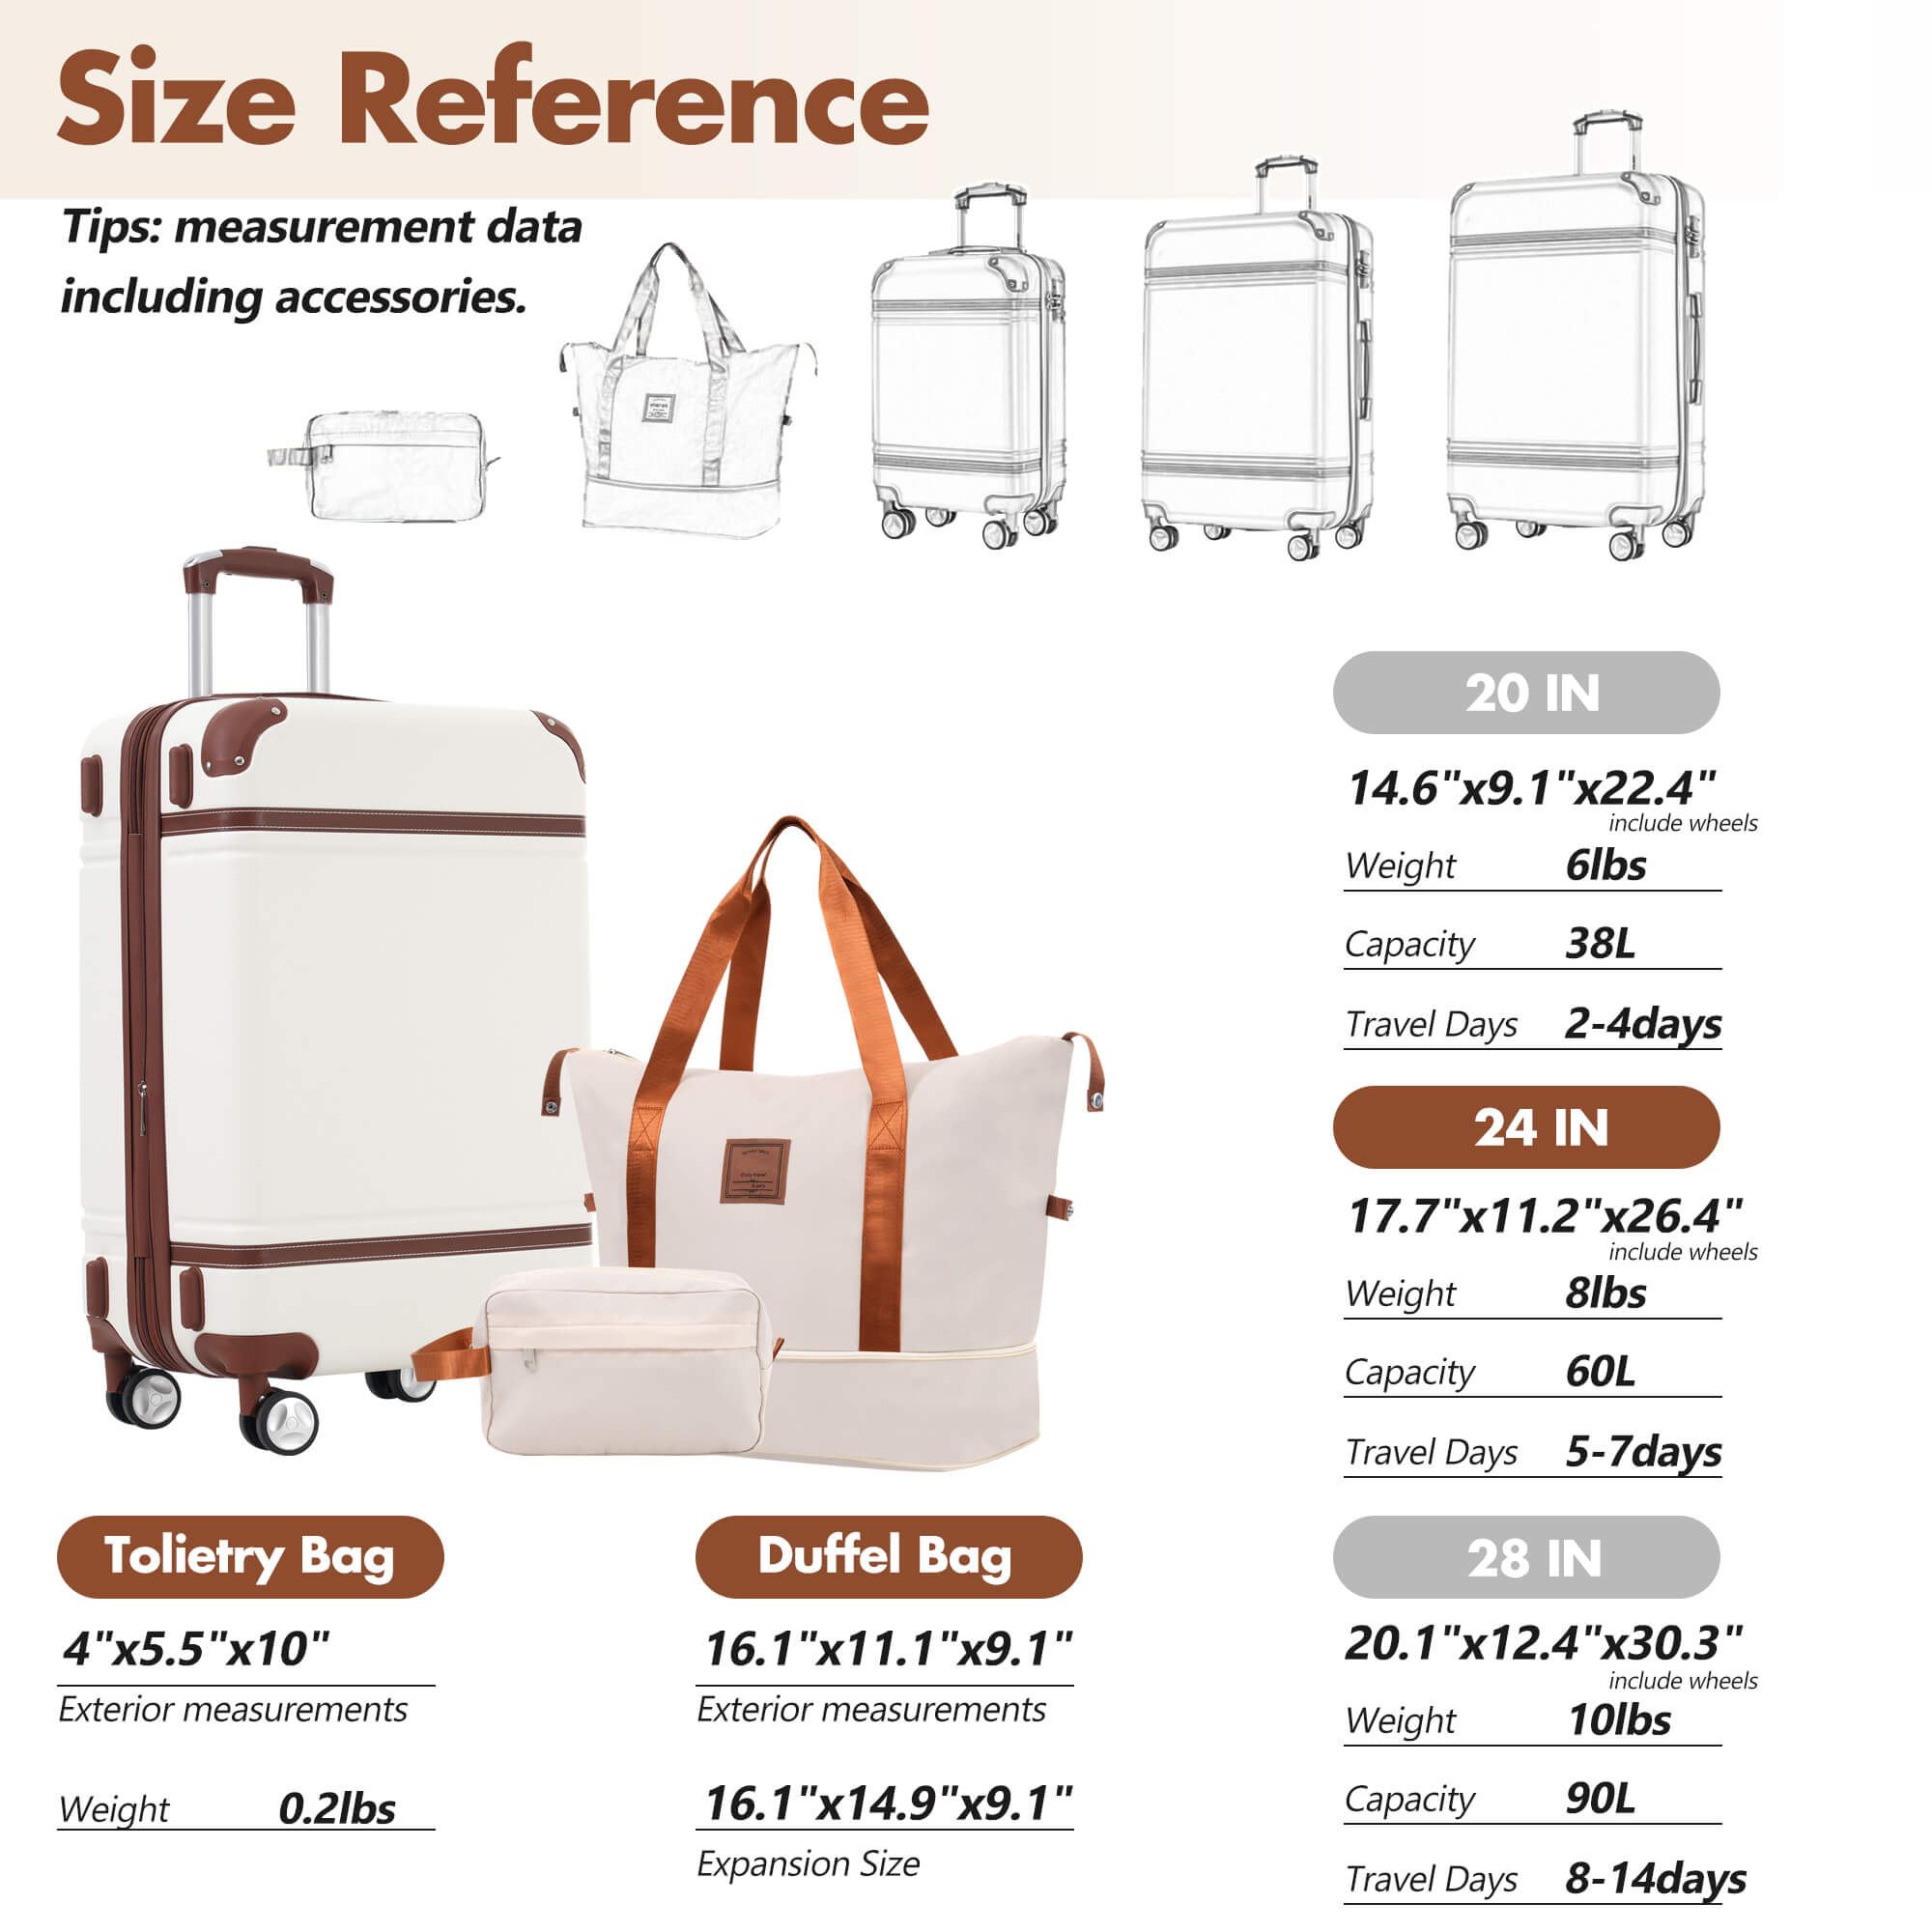 Size Reference
Tips: measurement data
including accessories.
20 IN
14.6"x9.1"x22.4"
include wheels
Weight 6lbs
Capacity 38L
Travel Days 2-4days
24 IN
17.7"x11.2"x26.4"
include wheels
Weight 8lbs
Capacity 60L
Travel Days 5-7days
Tolietry Bag
4"x5.5"x10"
Exterior measurements
Weight 0.2lbs
Duffel Bag
16.1"x11.1"x9.1"
Exterior measurements
16.1"x14.9"x9.1"
Expansion Size
28 IN
20.1"x12.4"x30.3"
include wheels
Weight 10lbs
Capacity 90L
Travel Days 8-14days